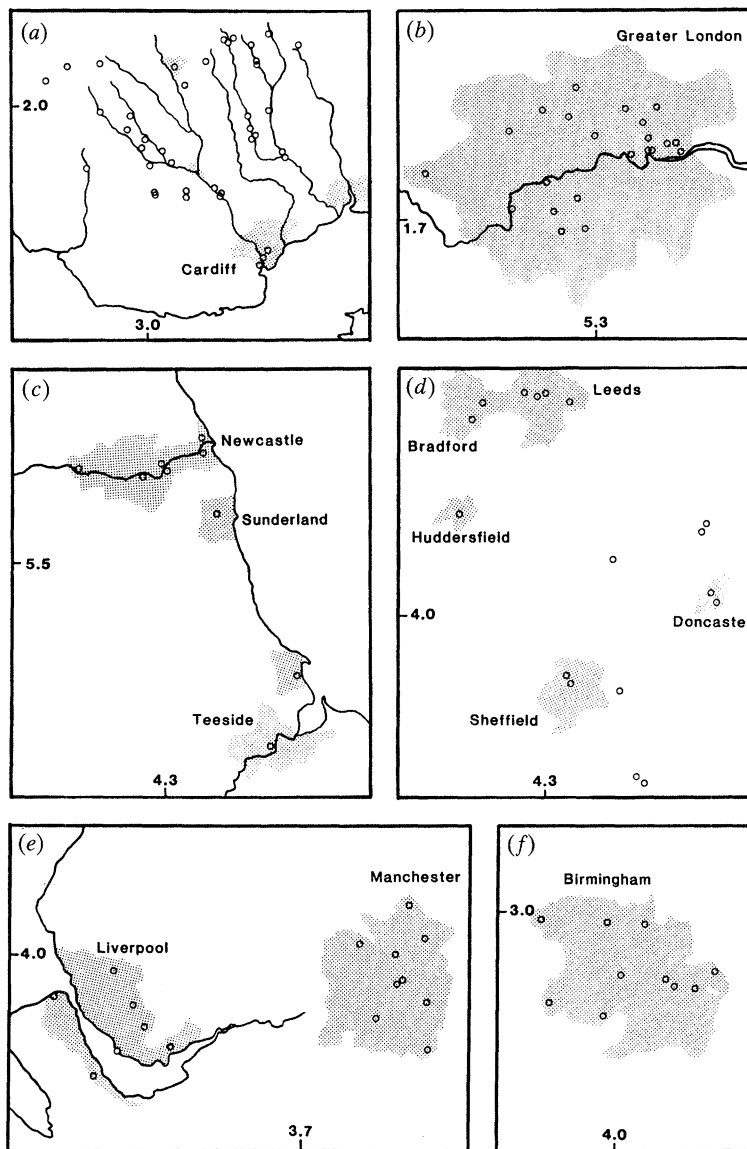 (a)
2.0
Cardiff
3.0
(b)
Greater London
1.7
5.3
(c)
Newcastle
Sunderland
5.5
Teeside
4.3
(d)
Leeds
Bradford
Huddersfield
4.0
Doncaste
Sheffield
4.3
(e)
Manchester
Liverpool
4.0
3.7
(f)
Birmingham
3.0
4.0